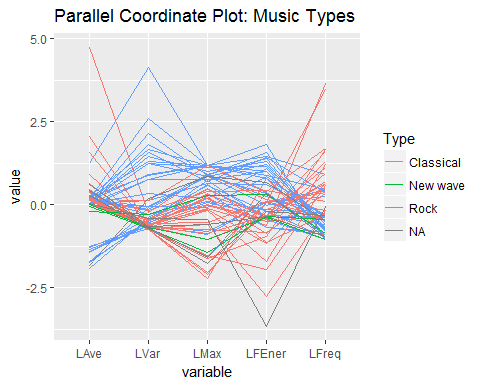 Parallel Coordinate Plot: Music Types
5.0
2.5
0.0
-2.5
value
LAve LVar LMax LFEner LFreq
variable
Type
Classical
New wave
Rock
NA